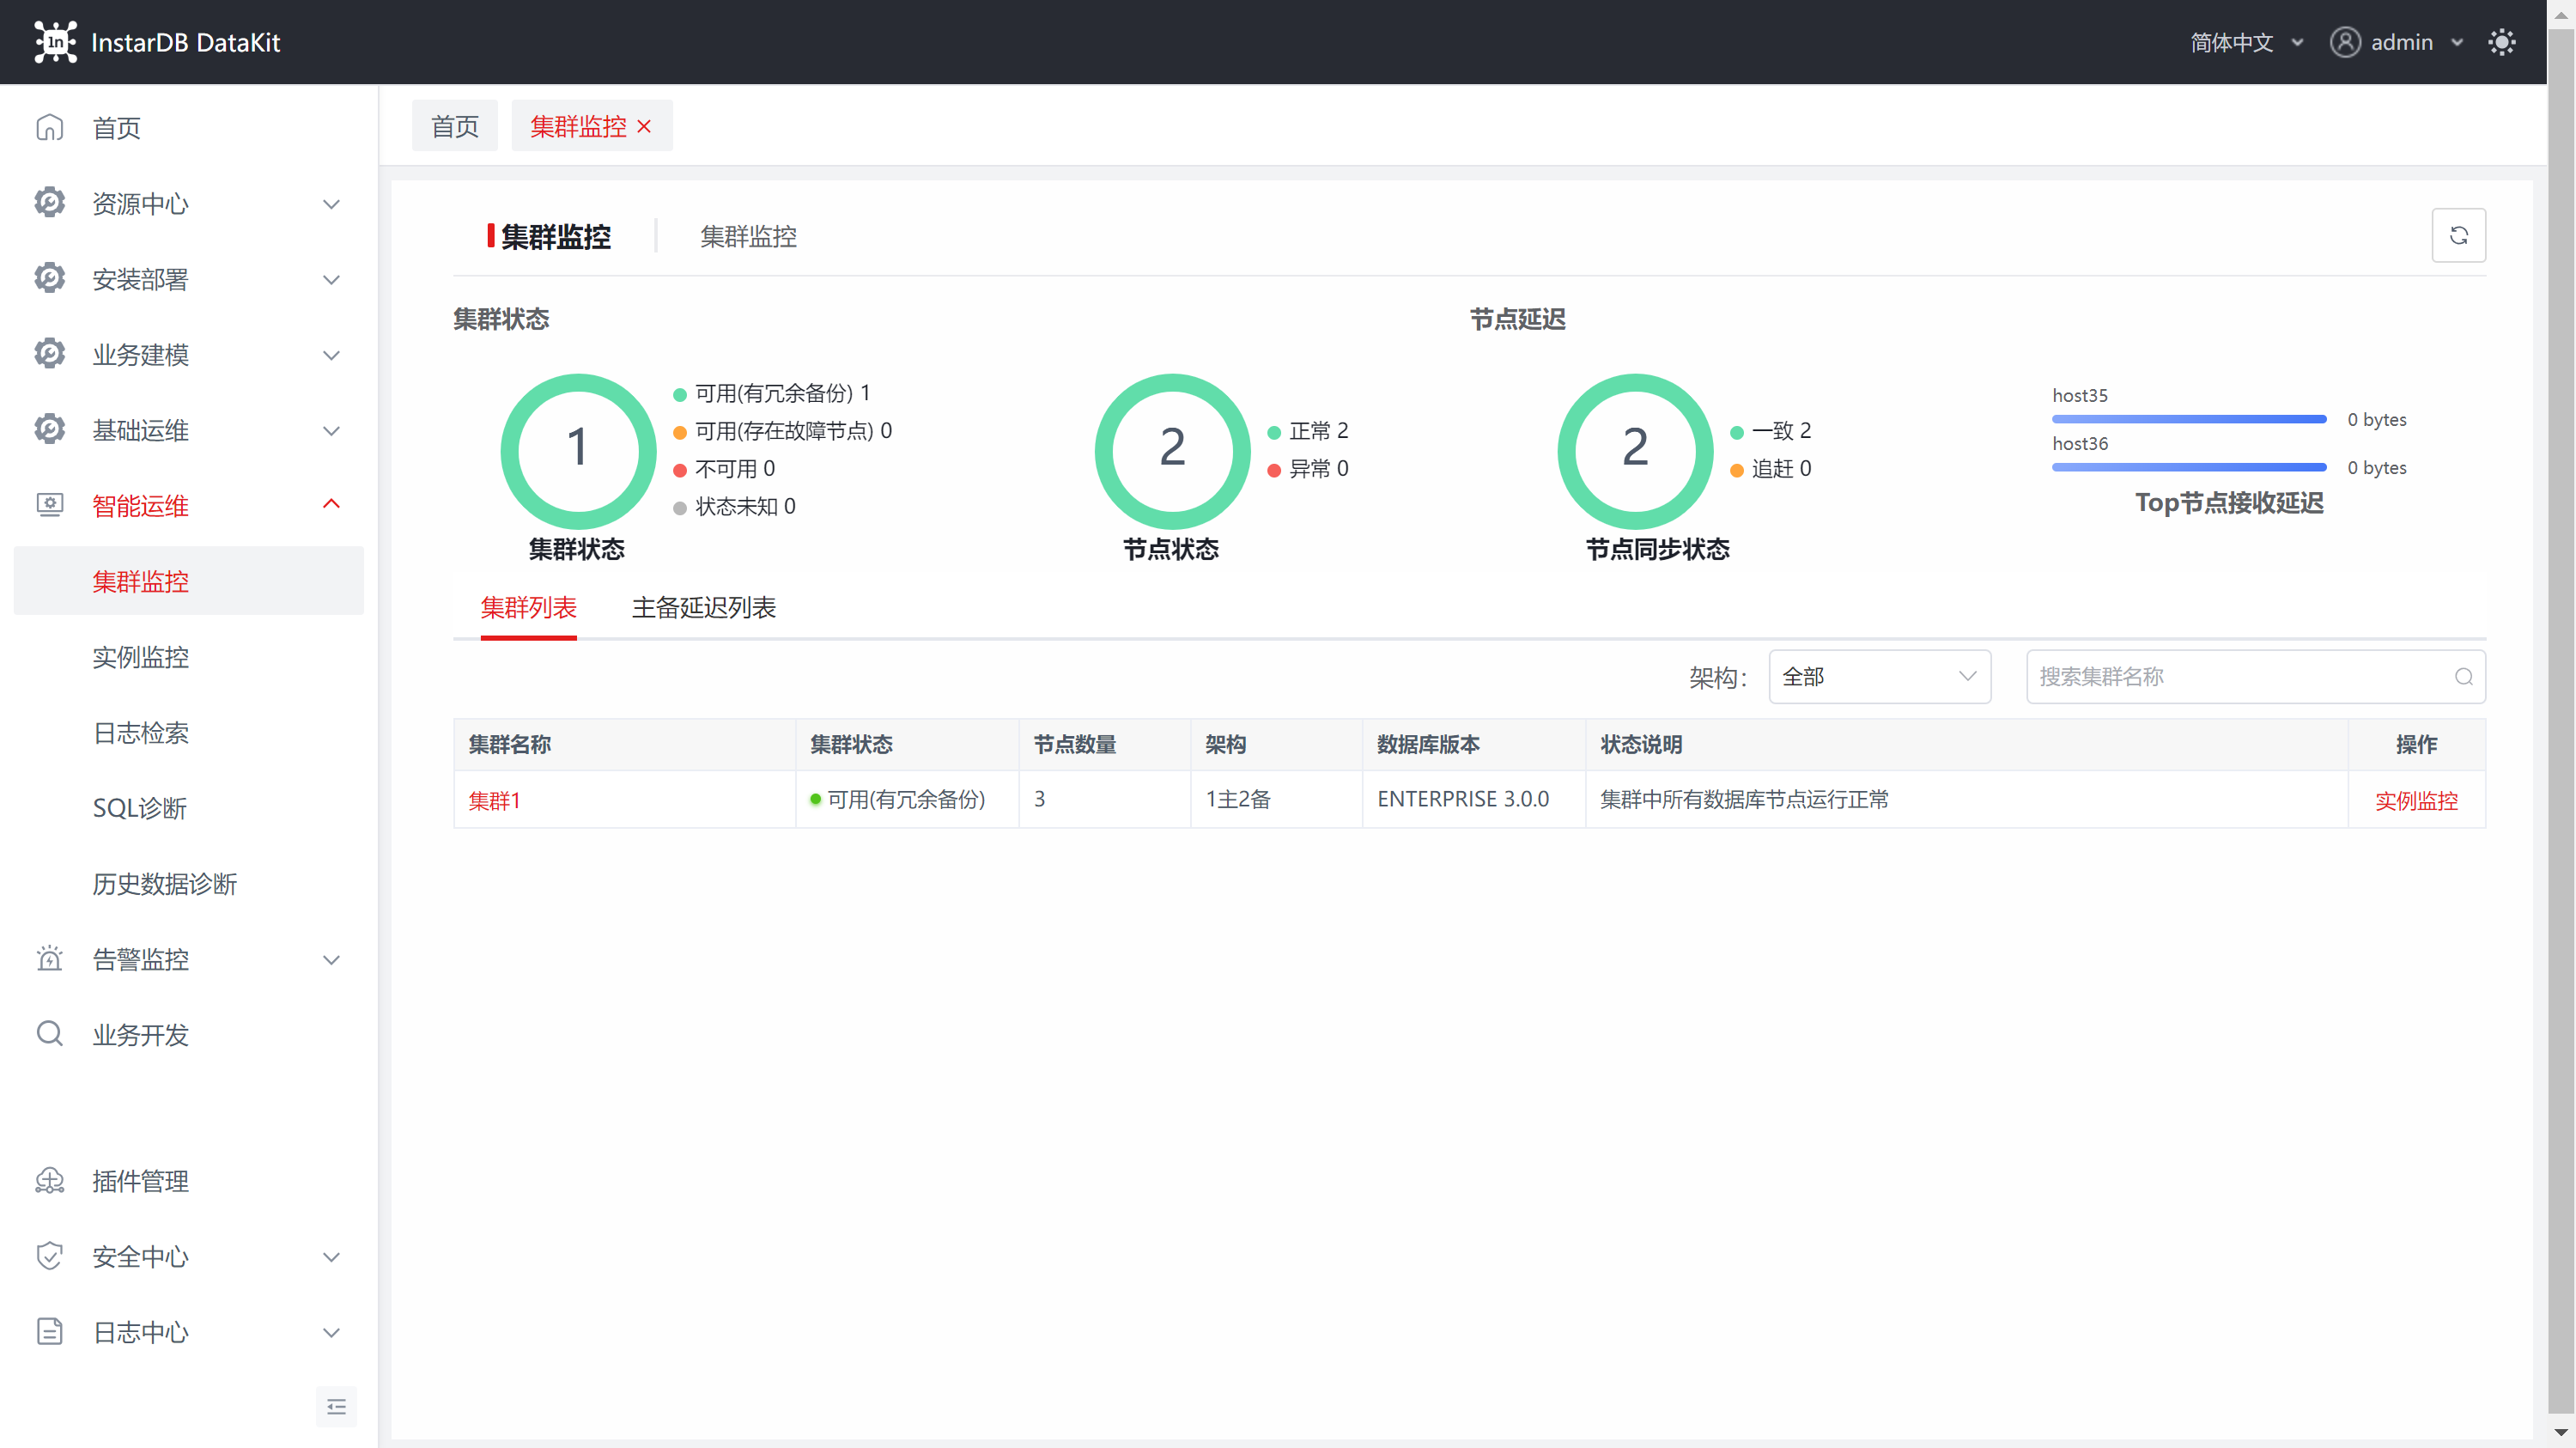 In
InstarDB DataKit
简体中文
admin
首页
资源中心
安装部署
业务建模
基础运维
智能运维
集群监控
实例监控
日志检索
SQL诊断
历史数据诊断
告警监控
业务开发
插件管理
安全中心
日志中心
首页
集群监控
集群监控
集群监控
集群状态
1
可用(有冗余备份) 1
可用(存在故障节点) 0
不可用 0
状态未知 0
集群状态
2
正常 2
异常 0
节点状态
节点延迟
2
一致 2
追赶 0
节点同步状态
host35
0 bytes
host36
0 bytes
Top节点接收延迟
集群列表 主备延迟列表
架构: 全部 搜索集群名称
集群名称 集群状态 节点数量 架构 数据库版本 状态说明 操作
集群1 可用(有冗余备份) 3 1主2备 ENTERPRISE 3.0.0 集群中所有数据库节点运行正常 实例监控